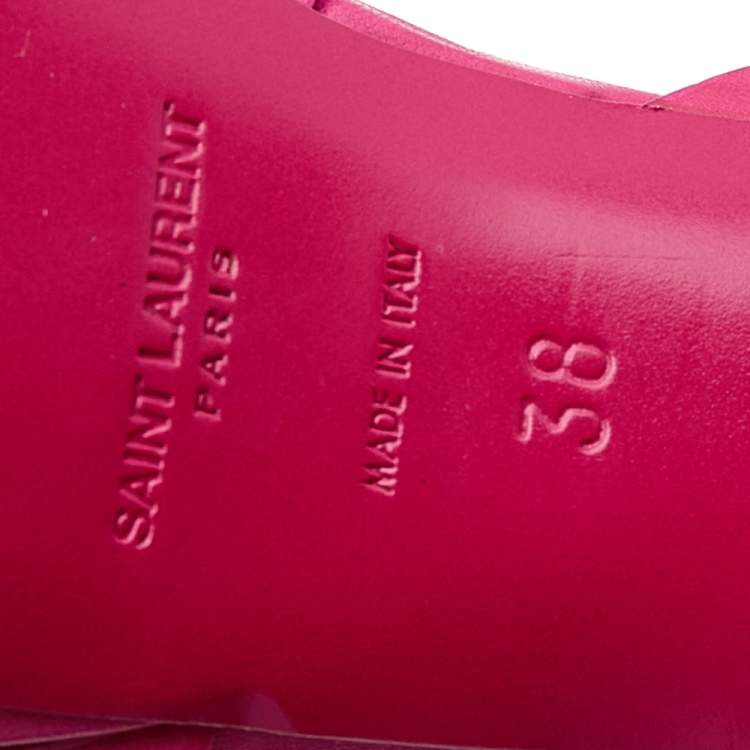 SAINT LAURENT
PARIS
MADE IN ITALY
38